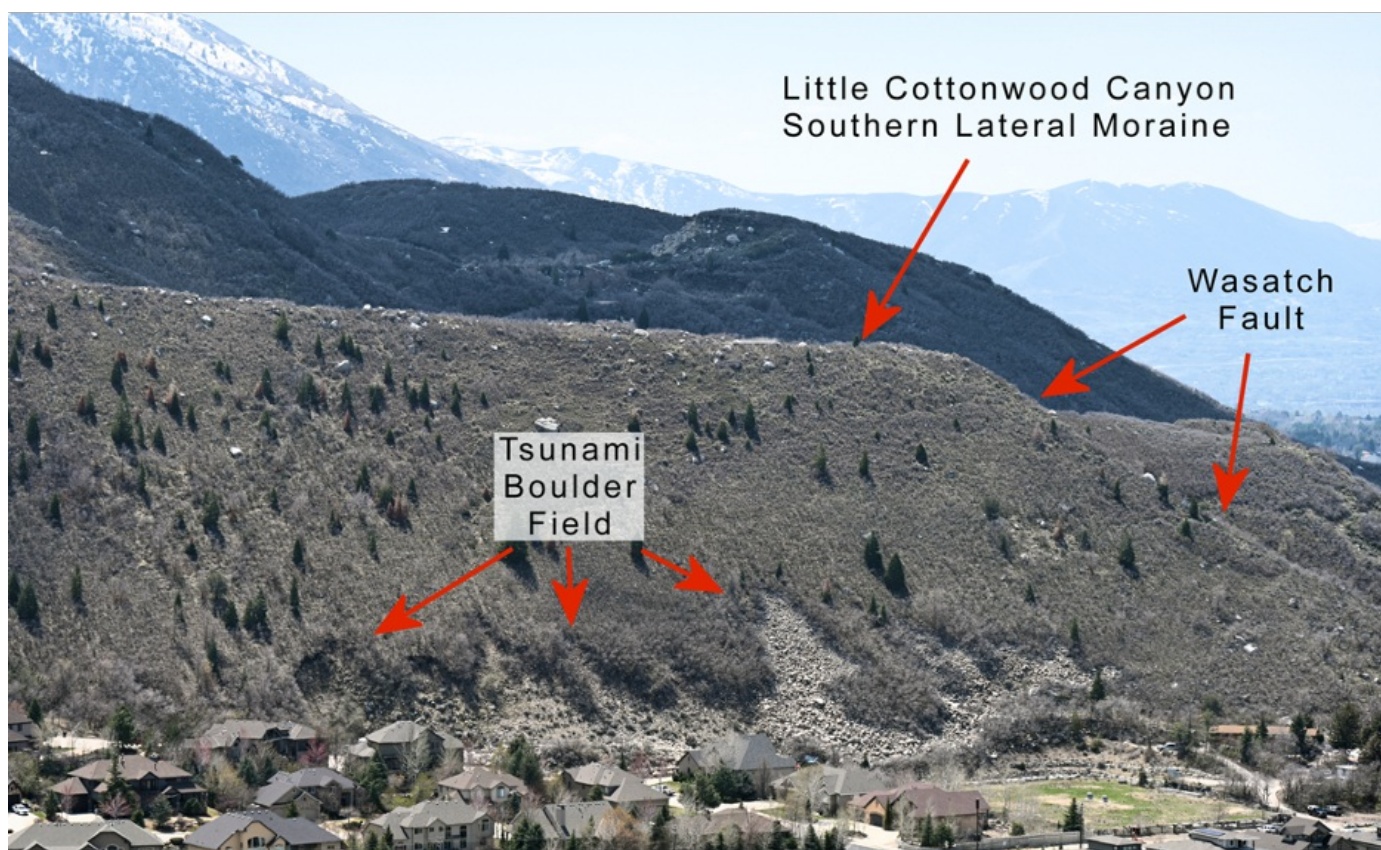 Little Cottonwood Canyon
Southern Lateral Moraine
Wasatch
Fault
Tsunami
Boulder
Field